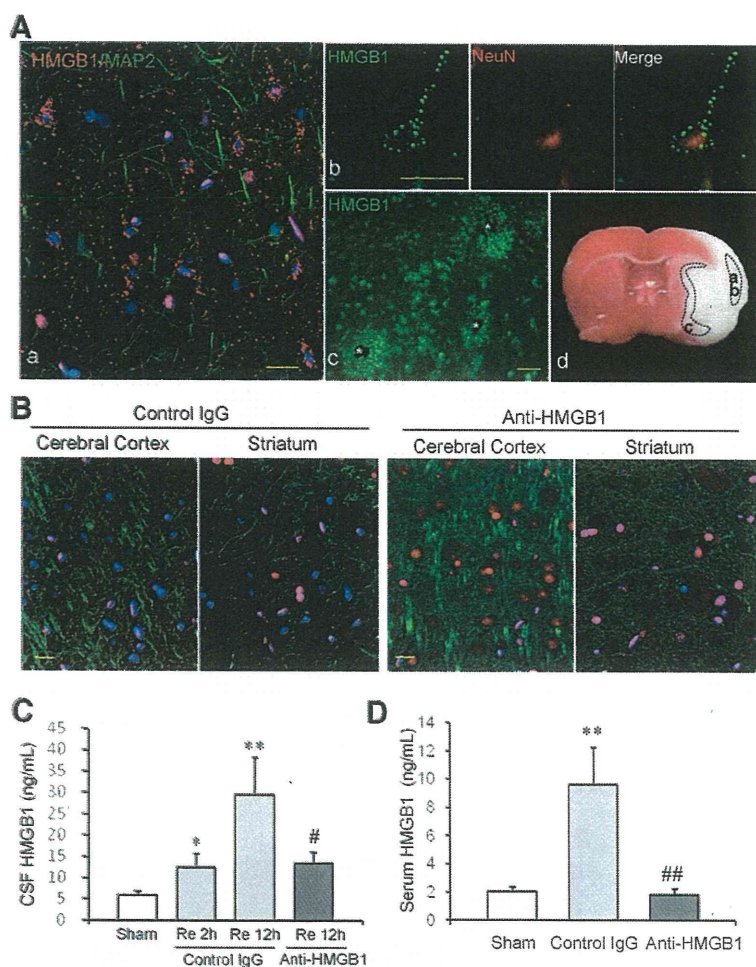 A
HMGB1/MAP2
a
HMGB1
NeuN
Merge
b
HMGB1
*
*
*
c
a
b
c
d
B
Control IgG
Anti-HMGB1
Cerebral Cortex
Striatum
Cerebral Cortex
Striatum
C
CSF HMGB1 (ng/mL)
45
40
35
30
25
20
15
10
5
0
*
**
#
Sham
Re 2h
Re 12h
Re 12h
Control IgG
Anti-HMGB1
D
Serum HMGB1 (ng/mL)
14
12
10
8
6
4
2
0
**
##
Sham
Control IgG
Anti-HMGB1